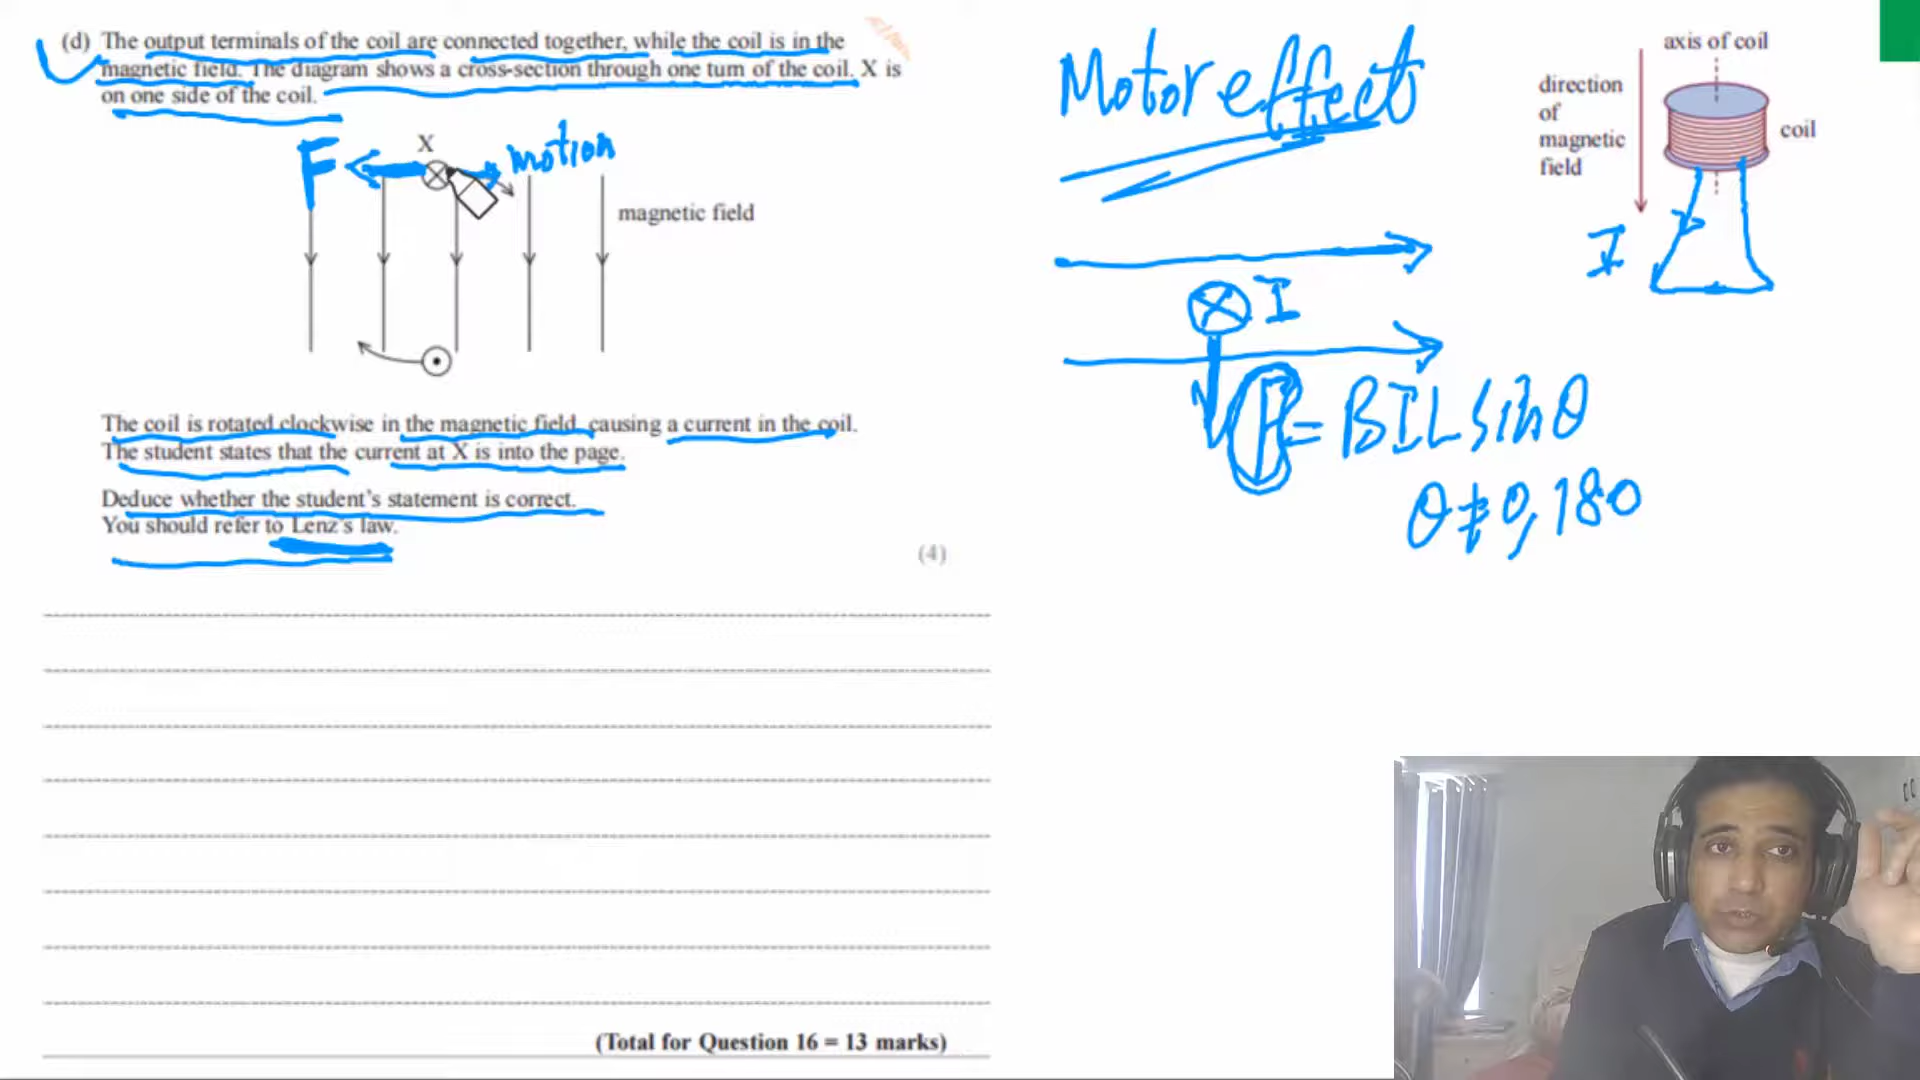 (d) The output terminals of the coil are connected together, while the coil is in the
magnetic field. The diagram shows a cross-section through one turn of the coil. X is
on one side of the coil.
X
F
motion
magnetic field
The coil is rotated clockwise in the magnetic field, causing a current in the coil.
The student states that the current at X is into the page.
Deduce whether the student's statement is correct.
You should refer to Lenz's law.
(4)
(Total for Question 16 = 13 marks)
Motor effect
I
F = BIL sin θ
θ ≠ 0, 180
axis of coil
direction
of
magnetic
field
coil
I